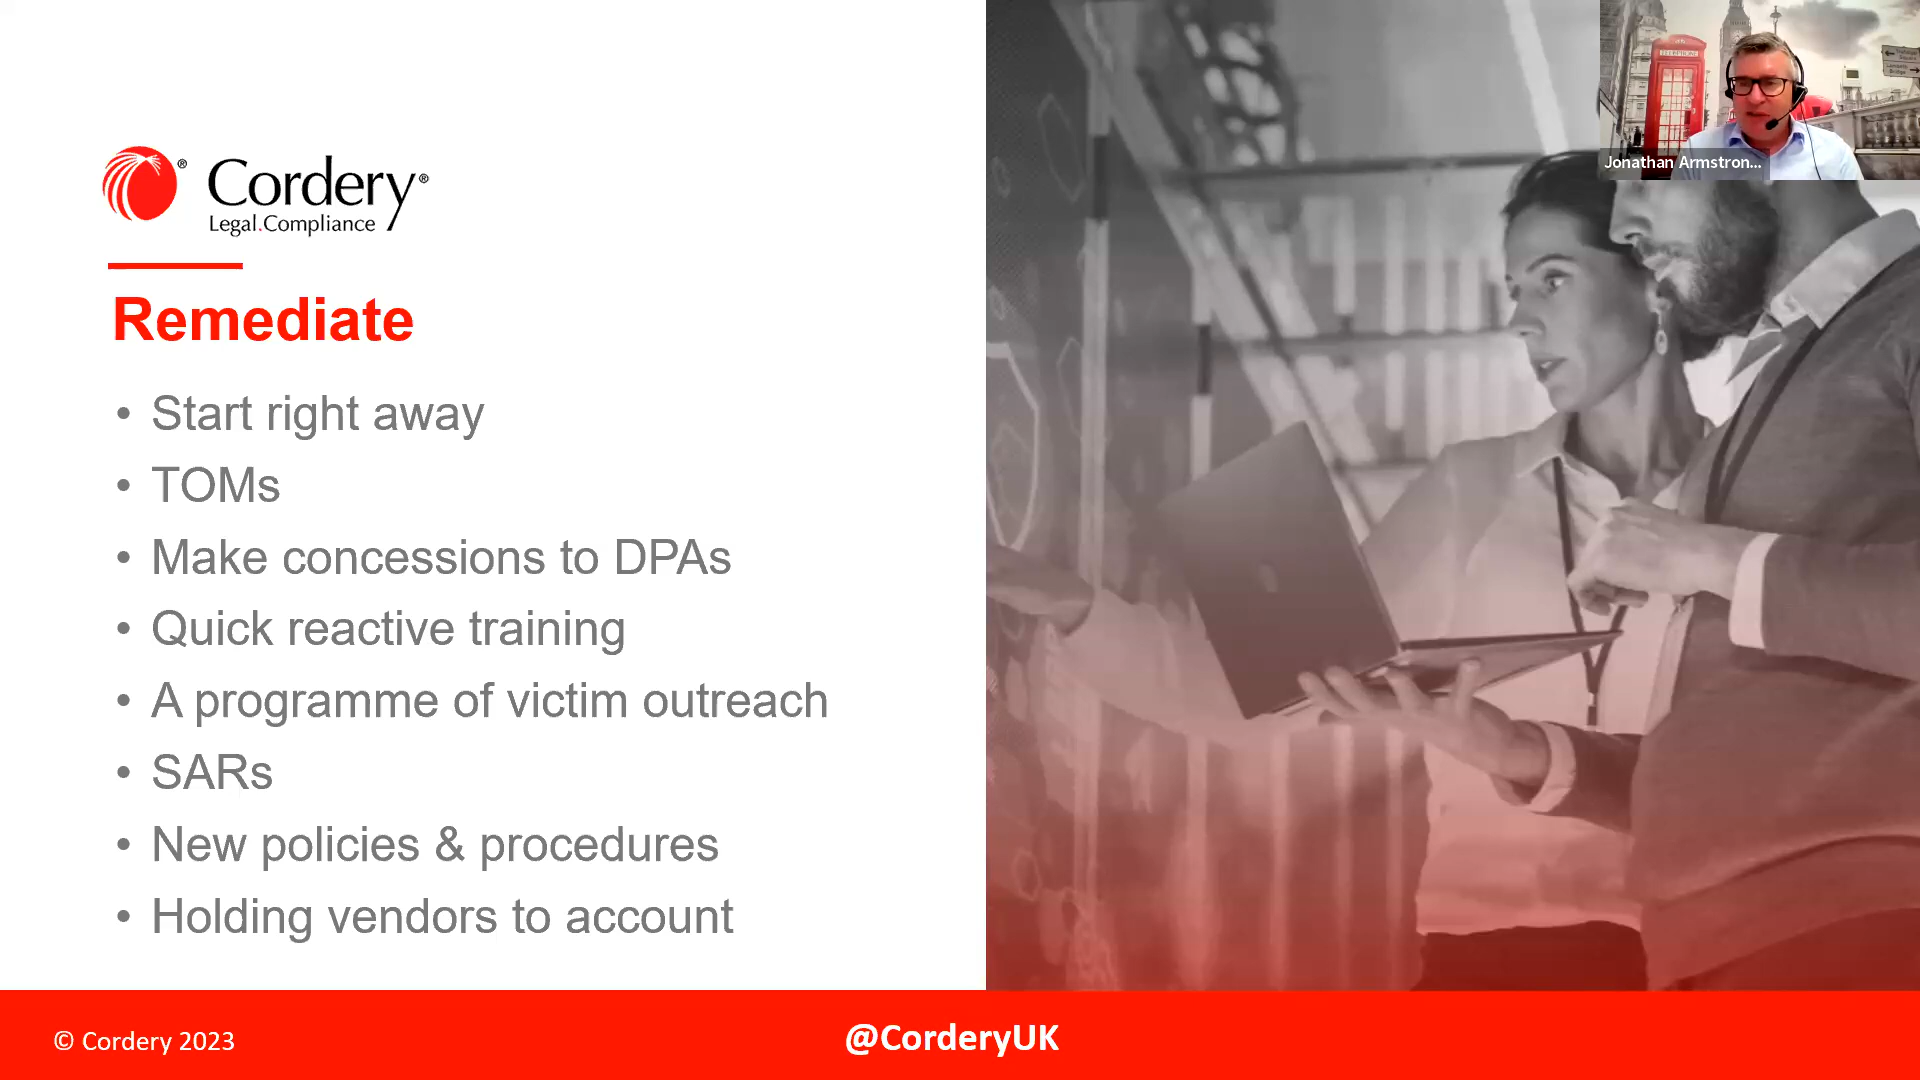 Cordery®
Legal.Compliance
Remediate
• Start right away
• TOMs
• Make concessions to DPAs
• Quick reactive training
• A programme of victim outreach
• SARs
• New policies & procedures
• Holding vendors to account
© Cordery 2023
@CorderyUK
TELEPHONE
Jonathan Armstron...